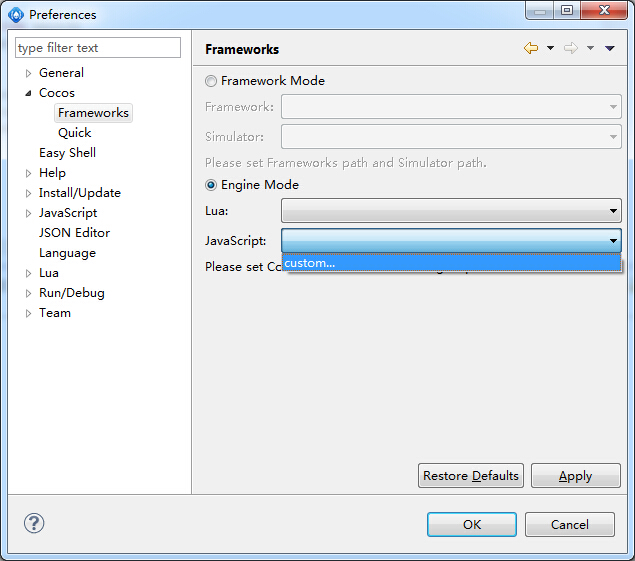 Preferences
type filter text
General
Cocos
Frameworks
Quick
Easy Shell
Help
Install/Update
JavaScript
JSON Editor
Language
Lua
Run/Debug
Team
Frameworks
Framework Mode
Framework:
Simulator:
Please set Frameworks path and Simulator path.
Engine Mode
Lua:
JavaScript:
custom...
Please set Co
Restore Defaults
Apply
OK
Cancel